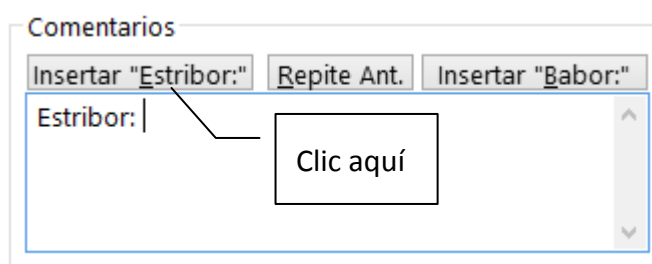 Comentarios
Insertar "Estribor:" Repite Ant. Insertar "Babor:"
Estribor:
Clic aquí